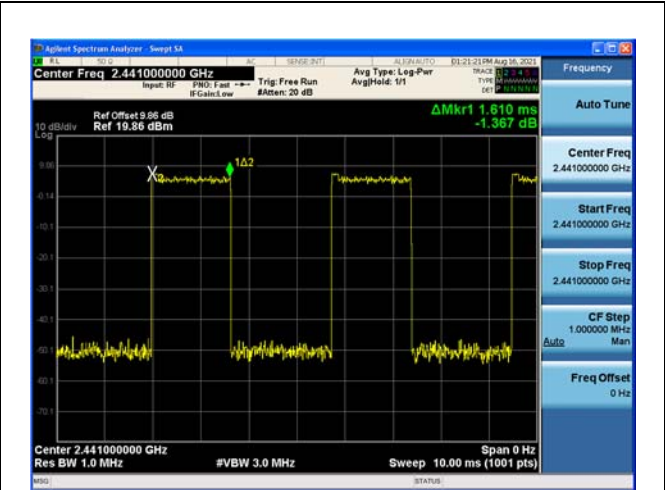 Agilent Spectrum Analyzer - Swept SA
RL 50 Ω AC SENSE:INT ALIGN AUTO 01:21:21 PM Aug 16, 2021
Center Freq 2.441000000 GHz
Input: RF PNO: Fast Trig: Free Run Avg Type: Log-Pwr TRACE 1 2 3 4 5 6
IFGain:Low #Atten: 20 dB Avg|Hold: 1/1 TYPE
DET P N N N N N
Ref Offset 9.86 dB ΔMkr1 1.610 ms
10 dB/div Ref 19.86 dBm -1.367 dB
Log
9.86
-0.14
-10.1
-20.1
-30.1
-40.1
-50.1
-60.1
-70.1
X2
1Δ2
Center 2.441000000 GHz Span 0 Hz
Res BW 1.0 MHz #VBW 3.0 MHz Sweep 10.00 ms (1001 pts)
MSG STATUS
Frequency
Auto Tune
Center Freq
2.441000000 GHz
Start Freq
2.441000000 GHz
Stop Freq
2.441000000 GHz
CF Step
1.000000 MHz
Auto Man
Freq Offset
0 Hz